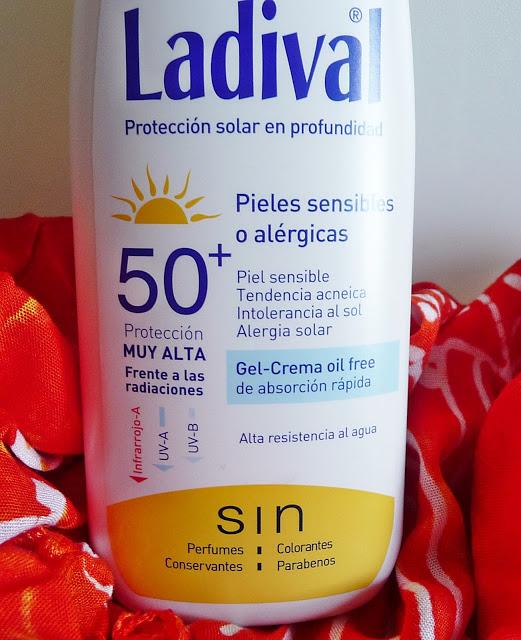 Ladival®
Protección solar en profundidad
Pieles sensibles
o alérgicas
50+
Protección
MUY ALTA
Frente a las
radiaciones
Infrarrojo-A
UV-A
UV-B
Piel sensible
Tendencia acneica
Intolerancia al sol
Alergia solar
Gel-Crema oil free
de absorción rápida
Alta resistencia al agua
sin
Perfumes
Conservantes
Colorantes
Parabenos